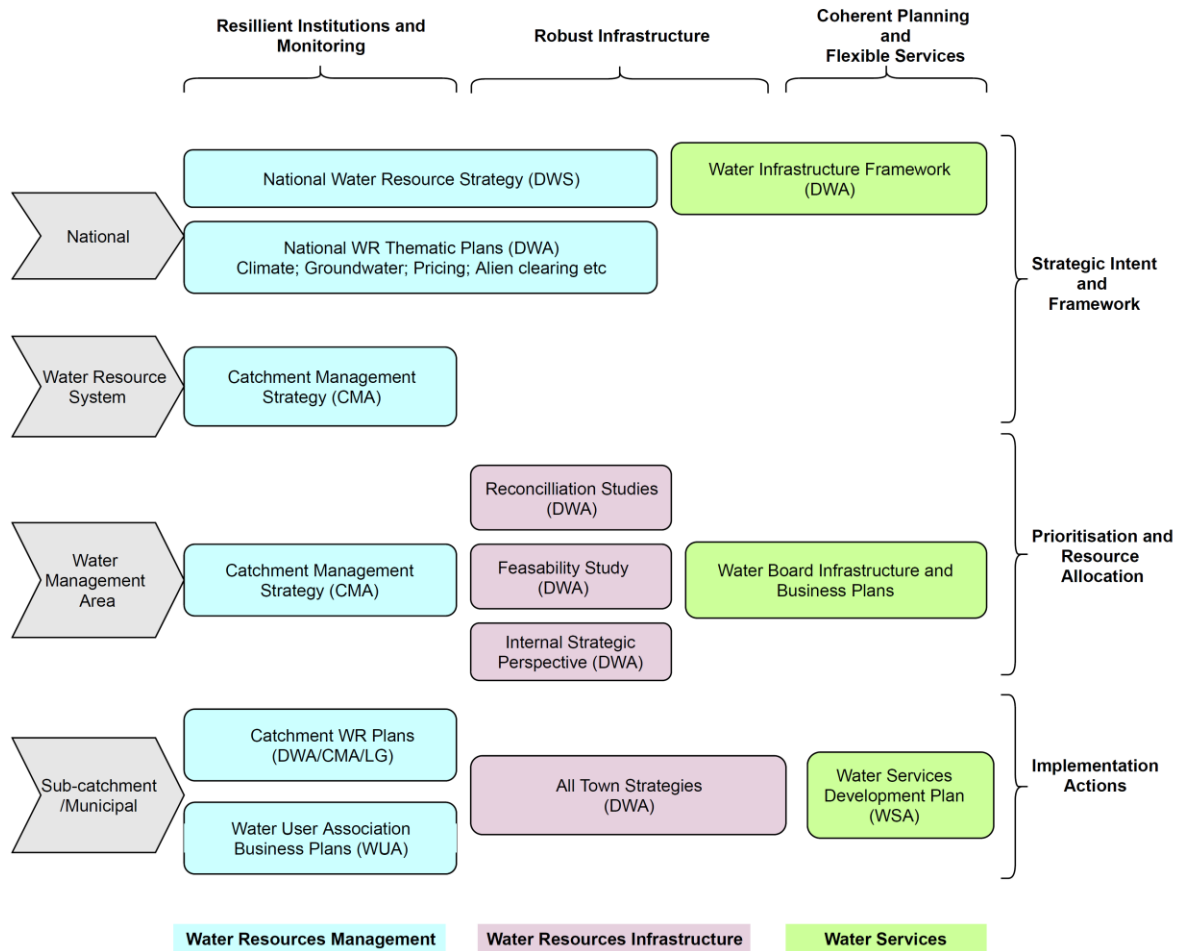 Resillient Institutions and
Monitoring
Robust Infrastructure
Coherent Planning
and
Flexible Services
National
National Water Resource Strategy (DWS)
Water Infrastructure Framework
(DWA)
National WR Thematic Plans (DWA)
Climate; Groundwater; Pricing; Alien clearing etc
Strategic Intent
and
Framework
Water Resource
System
Catchment Management
Strategy (CMA)
Water
Management
Area
Catchment Management
Strategy (CMA)
Reconcilliation Studies
(DWA)
Feasability Study
(DWA)
Internal Strategic
Perspective (DWA)
Water Board Infrastructure and
Business Plans
Prioritisation and
Resource
Allocation
Sub-catchment
/Municipal
Catchment WR Plans
(DWA/CMA/LG)
Water User Association
Business Plans (WUA)
All Town Strategies
(DWA)
Water Services
Development Plan
(WSA)
Implementation
Actions
Water Resources Management
Water Resources Infrastructure
Water Services